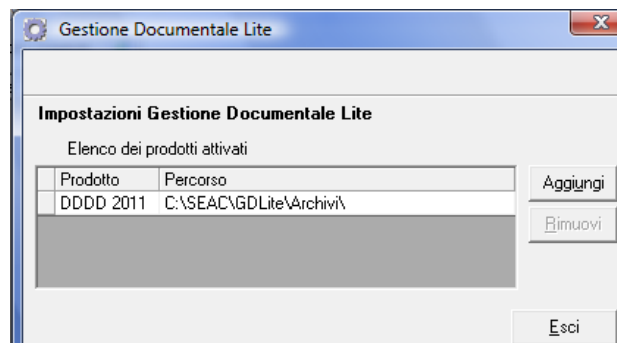 Gestione Documentale Lite
Impostazioni Gestione Documentale Lite
Elenco dei prodotti attivati
Prodotto Percorso
DDDD 2011 C:\SEAC\GDLite\Archivi\
Aggiungi
Rimuovi
Esci